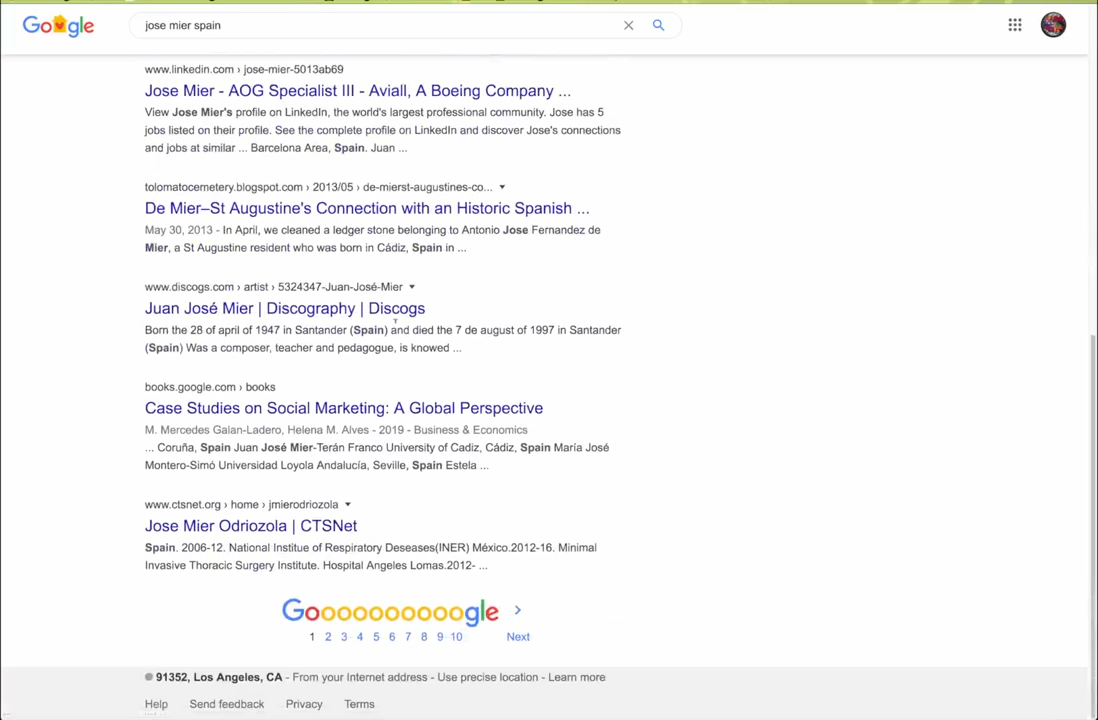 Google
jose mier spain
www.linkedin.com › jose-mier-5013ab69
Jose Mier - AOG Specialist III - Aviall, A Boeing Company ...
View Jose Mier's profile on LinkedIn, the world's largest professional community. Jose has 5
jobs listed on their profile. See the complete profile on LinkedIn and discover Jose's connections
and jobs at similar ... Barcelona Area, Spain. Juan ...
tolomatocemetery.blogspot.com › 2013/05 › de-mierst-augustines-co...
De Mier–St Augustine's Connection with an Historic Spanish ...
May 30, 2013 - In April, we cleaned a ledger stone belonging to Antonio Jose Fernandez de
Mier, a St Augustine resident who was born in Cádiz, Spain in ...
www.discogs.com › artist › 5324347-Juan-José-Mier
Juan José Mier | Discography | Discogs
Born the 28 of april of 1947 in Santander (Spain) and died the 7 de august of 1997 in Santander
(Spain) Was a composer, teacher and pedagogue, is knowed ...
books.google.com › books
Case Studies on Social Marketing: A Global Perspective
M. Mercedes Galan-Ladero, Helena M. Alves - 2019 - Business & Economics
... Coruña, Spain Juan José Mier-Terán Franco University of Cadiz, Cádiz, Spain María José
Montero-Simó Universidad Loyola Andalucía, Seville, Spain Estela ...
www.ctsnet.org › home › jmierodriozola
Jose Mier Odriozola | CTSNet
Spain. 2006-12. National Institue of Respiratory Deseases(INER) México.2012-16. Minimal
Invasive Thoracic Surgery Institute. Hospital Angeles Lomas.2012- ...
Goooooooooogle
1 2 3 4 5 6 7 8 9 10 Next
91352, Los Angeles, CA - From your Internet address - Use precise location - Learn more
Help Send feedback Privacy Terms